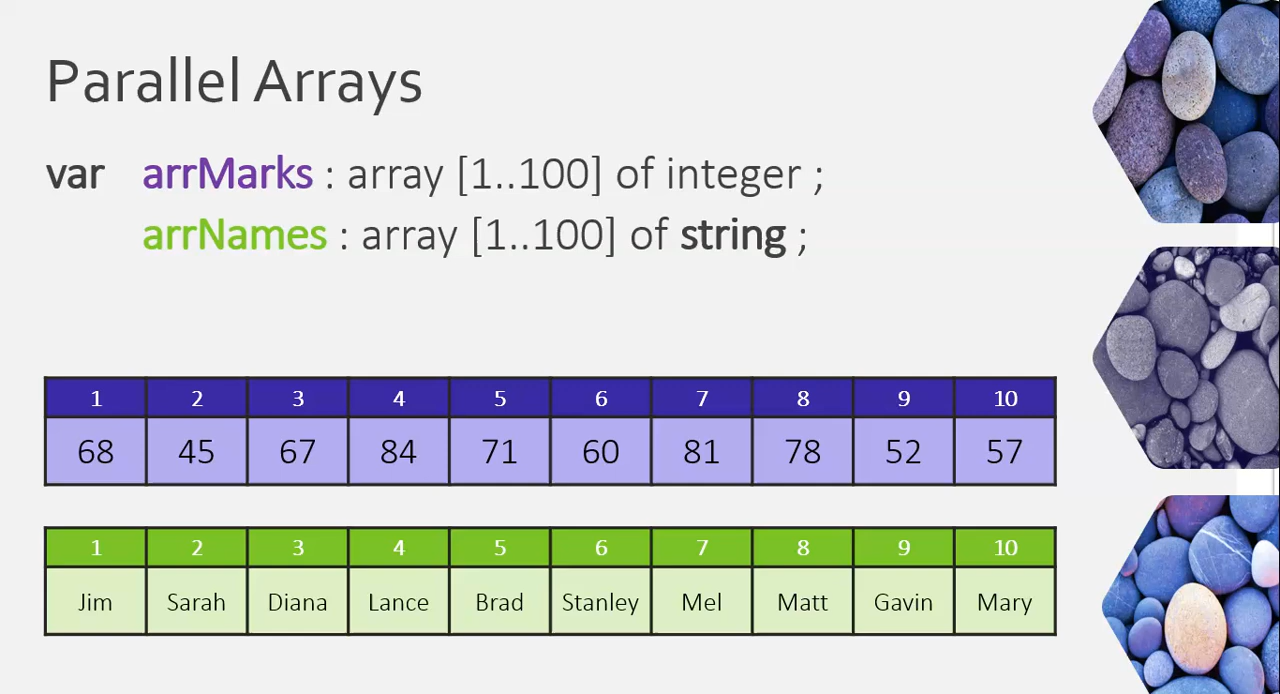 Parallel Arrays
var arrMarks : array [1..100] of integer ;
arrNames : array [1..100] of string ;
1 2 3 4 5 6 7 8 9 10
68 45 67 84 71 60 81 78 52 57
1 2 3 4 5 6 7 8 9 10
Jim Sarah Diana Lance Brad Stanley Mel Matt Gavin Mary